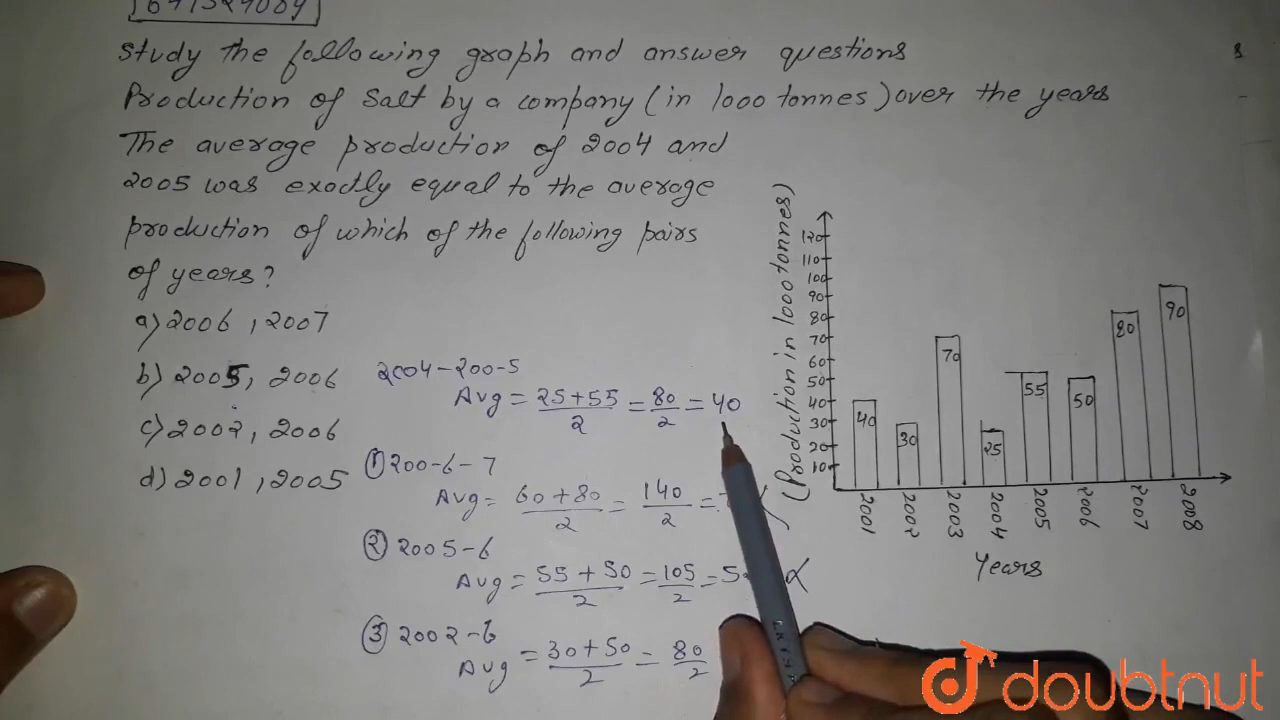 Study the following graph and answer questions
Production of Salt by a company (in 1000 tonnes) over the years
The average production of 2004 and
2005 was exactly equal to the average
production of which of the following pairs
of years?
a) 2006, 2007
b) 2005, 2006
c) 2002, 2006
d) 2001, 2005
2004-200-5
Avg = 25+55/2 = 80/2 = 40
① 200-6-7
Avg = 60+80/2 = 140/2 =
② 2005-6
Avg = 55+50/2 = 105/2 =
③ 2002-6
Avg = 30+50/2 = 80/2
(Production in 1000 tonnes)
120
110
100
90
80
70
60
50
40
30
20
10
40
30
70
25
55
50
80
90
2001
2002
2003
2004
2005
2006
2007
2008
Years
doubtnut